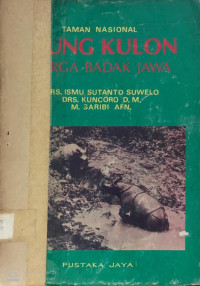 TAMAN NASIONAL
UNG KULON
RGA-BADAK JAWA
RS. ISMU SUTANTO SUWELO
DRS. KUNCORO D. M.
M. SARIBI AFN.
PUSTAKA JAYA